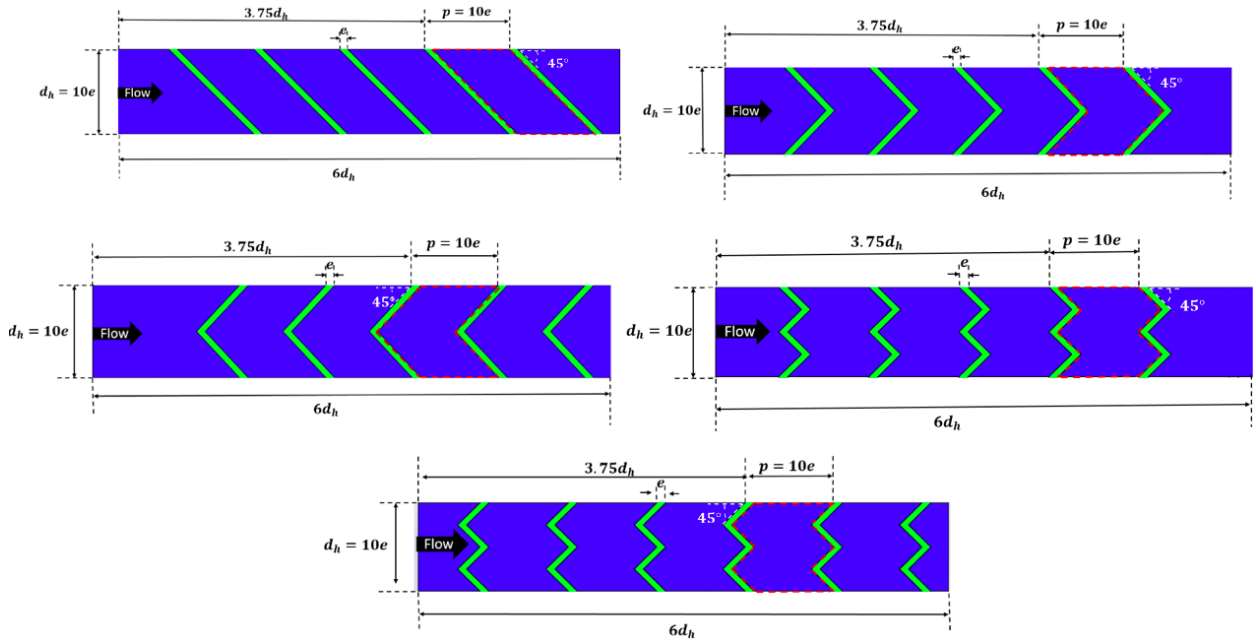 3.75dₕ
p = 10e
e
45°
dₕ = 10e
Flow
6dₕ
3.75dₕ
p = 10e
e
45°
dₕ = 10e
Flow
6dₕ
3.75dₕ
p = 10e
e
45°
dₕ = 10e
Flow
6dₕ
3.75dₕ
p = 10e
e
45°
dₕ = 10e
Flow
6dₕ
3.75dₕ
p = 10e
e
45°
dₕ = 10e
Flow
6dₕ